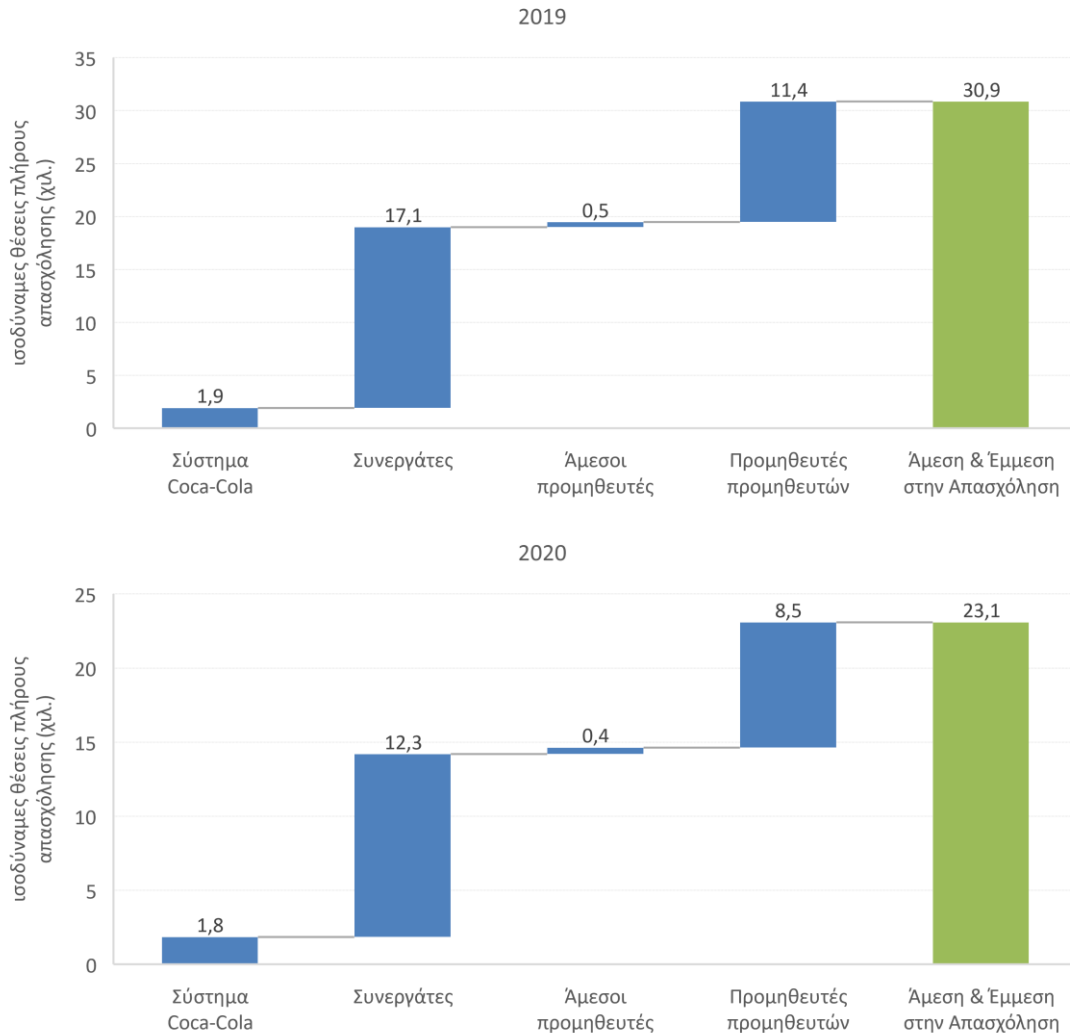 2019
ισοδύναμες θέσεις πλήρους
απασχόλησης (χιλ.)
35
30
25
20
15
10
5
0
1,9
17,1
0,5
11,4
30,9
Σύστημα
Coca-Cola
Συνεργάτες
Άμεσοι
προμηθευτές
Προμηθευτές
προμηθευτών
Άμεση & Έμμεση
στην Απασχόληση
2020
ισοδύναμες θέσεις πλήρους
απασχόλησης (χιλ.)
25
20
15
10
5
0
1,8
12,3
0,4
8,5
23,1
Σύστημα
Coca-Cola
Συνεργάτες
Άμεσοι
προμηθευτές
Προμηθευτές
προμηθευτών
Άμεση & Έμμεση
στην Απασχόληση